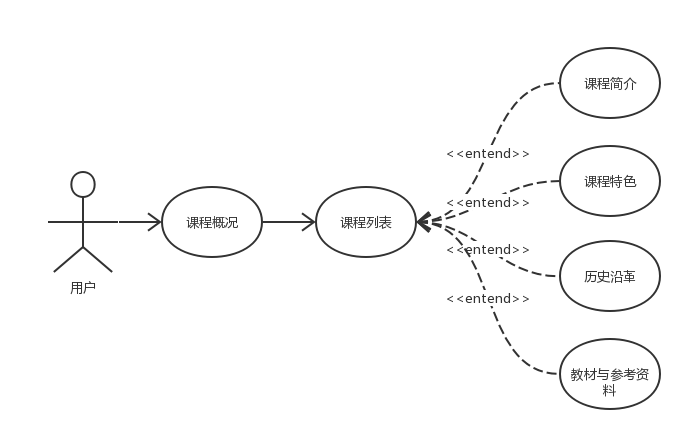 课程简介
<<entend>>
课程特色
<<entend>>
课程概况
课程列表
<<entend>>
历史沿革
用户
<<entend>>
教材与参考资
料